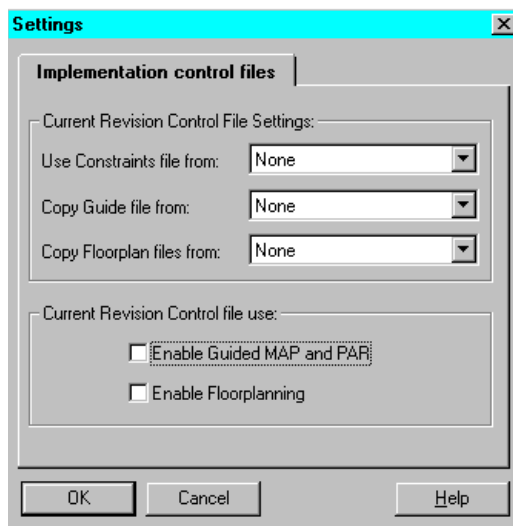 Settings
Implementation control files
Current Revision Control File Settings:
Use Constraints file from: None
Copy Guide file from: None
Copy Floorplan files from: None
Current Revision Control file use:
Enable Guided MAP and PAR
Enable Floorplanning
OK Cancel Help